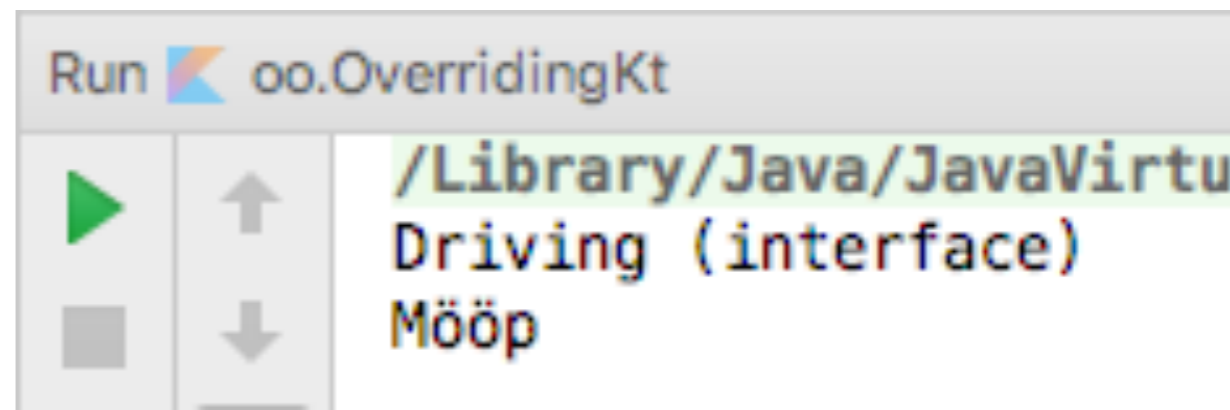 Run oo.OverridingKt
/Library/Java/JavaVirtu
Driving (interface)
Mööp